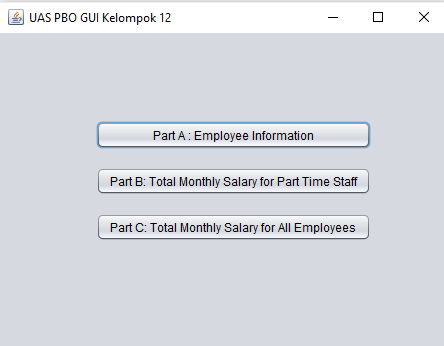 UAS PBO GUI Kelompok 12
Part A : Employee Information
Part B: Total Monthly Salary for Part Time Staff
Part C: Total Monthly Salary for All Employees